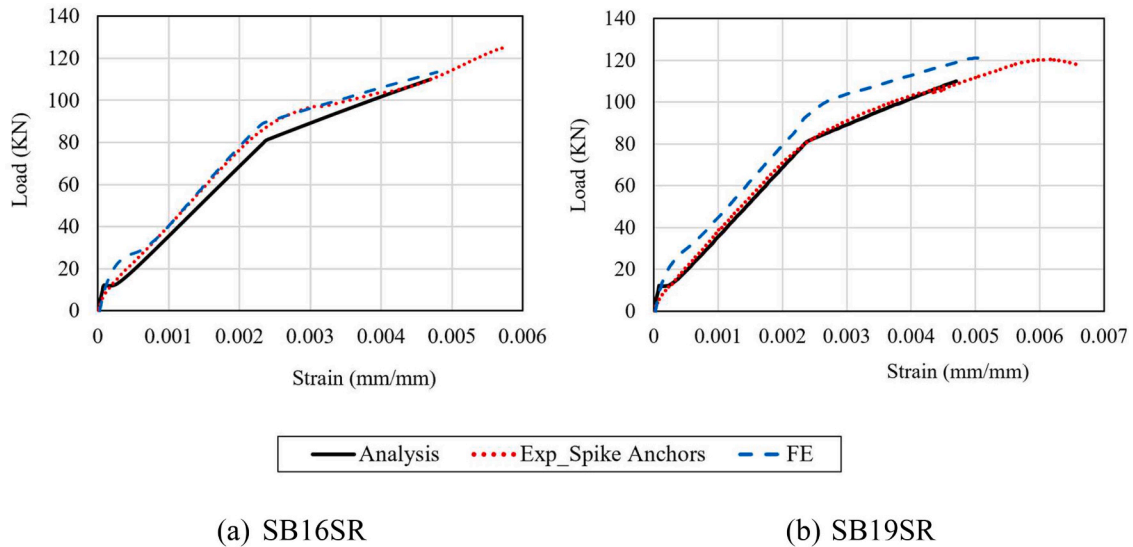 140
120
100
80
60
40
20
0
Load (KN)
0 0.001 0.002 0.003 0.004 0.005 0.006
Strain (mm/mm)
140
120
100
80
60
40
20
0
Load (KN)
0 0.001 0.002 0.003 0.004 0.005 0.006 0.007
Strain (mm/mm)
Analysis Exp_Spike Anchors FE
(a) SB16SR
(b) SB19SR